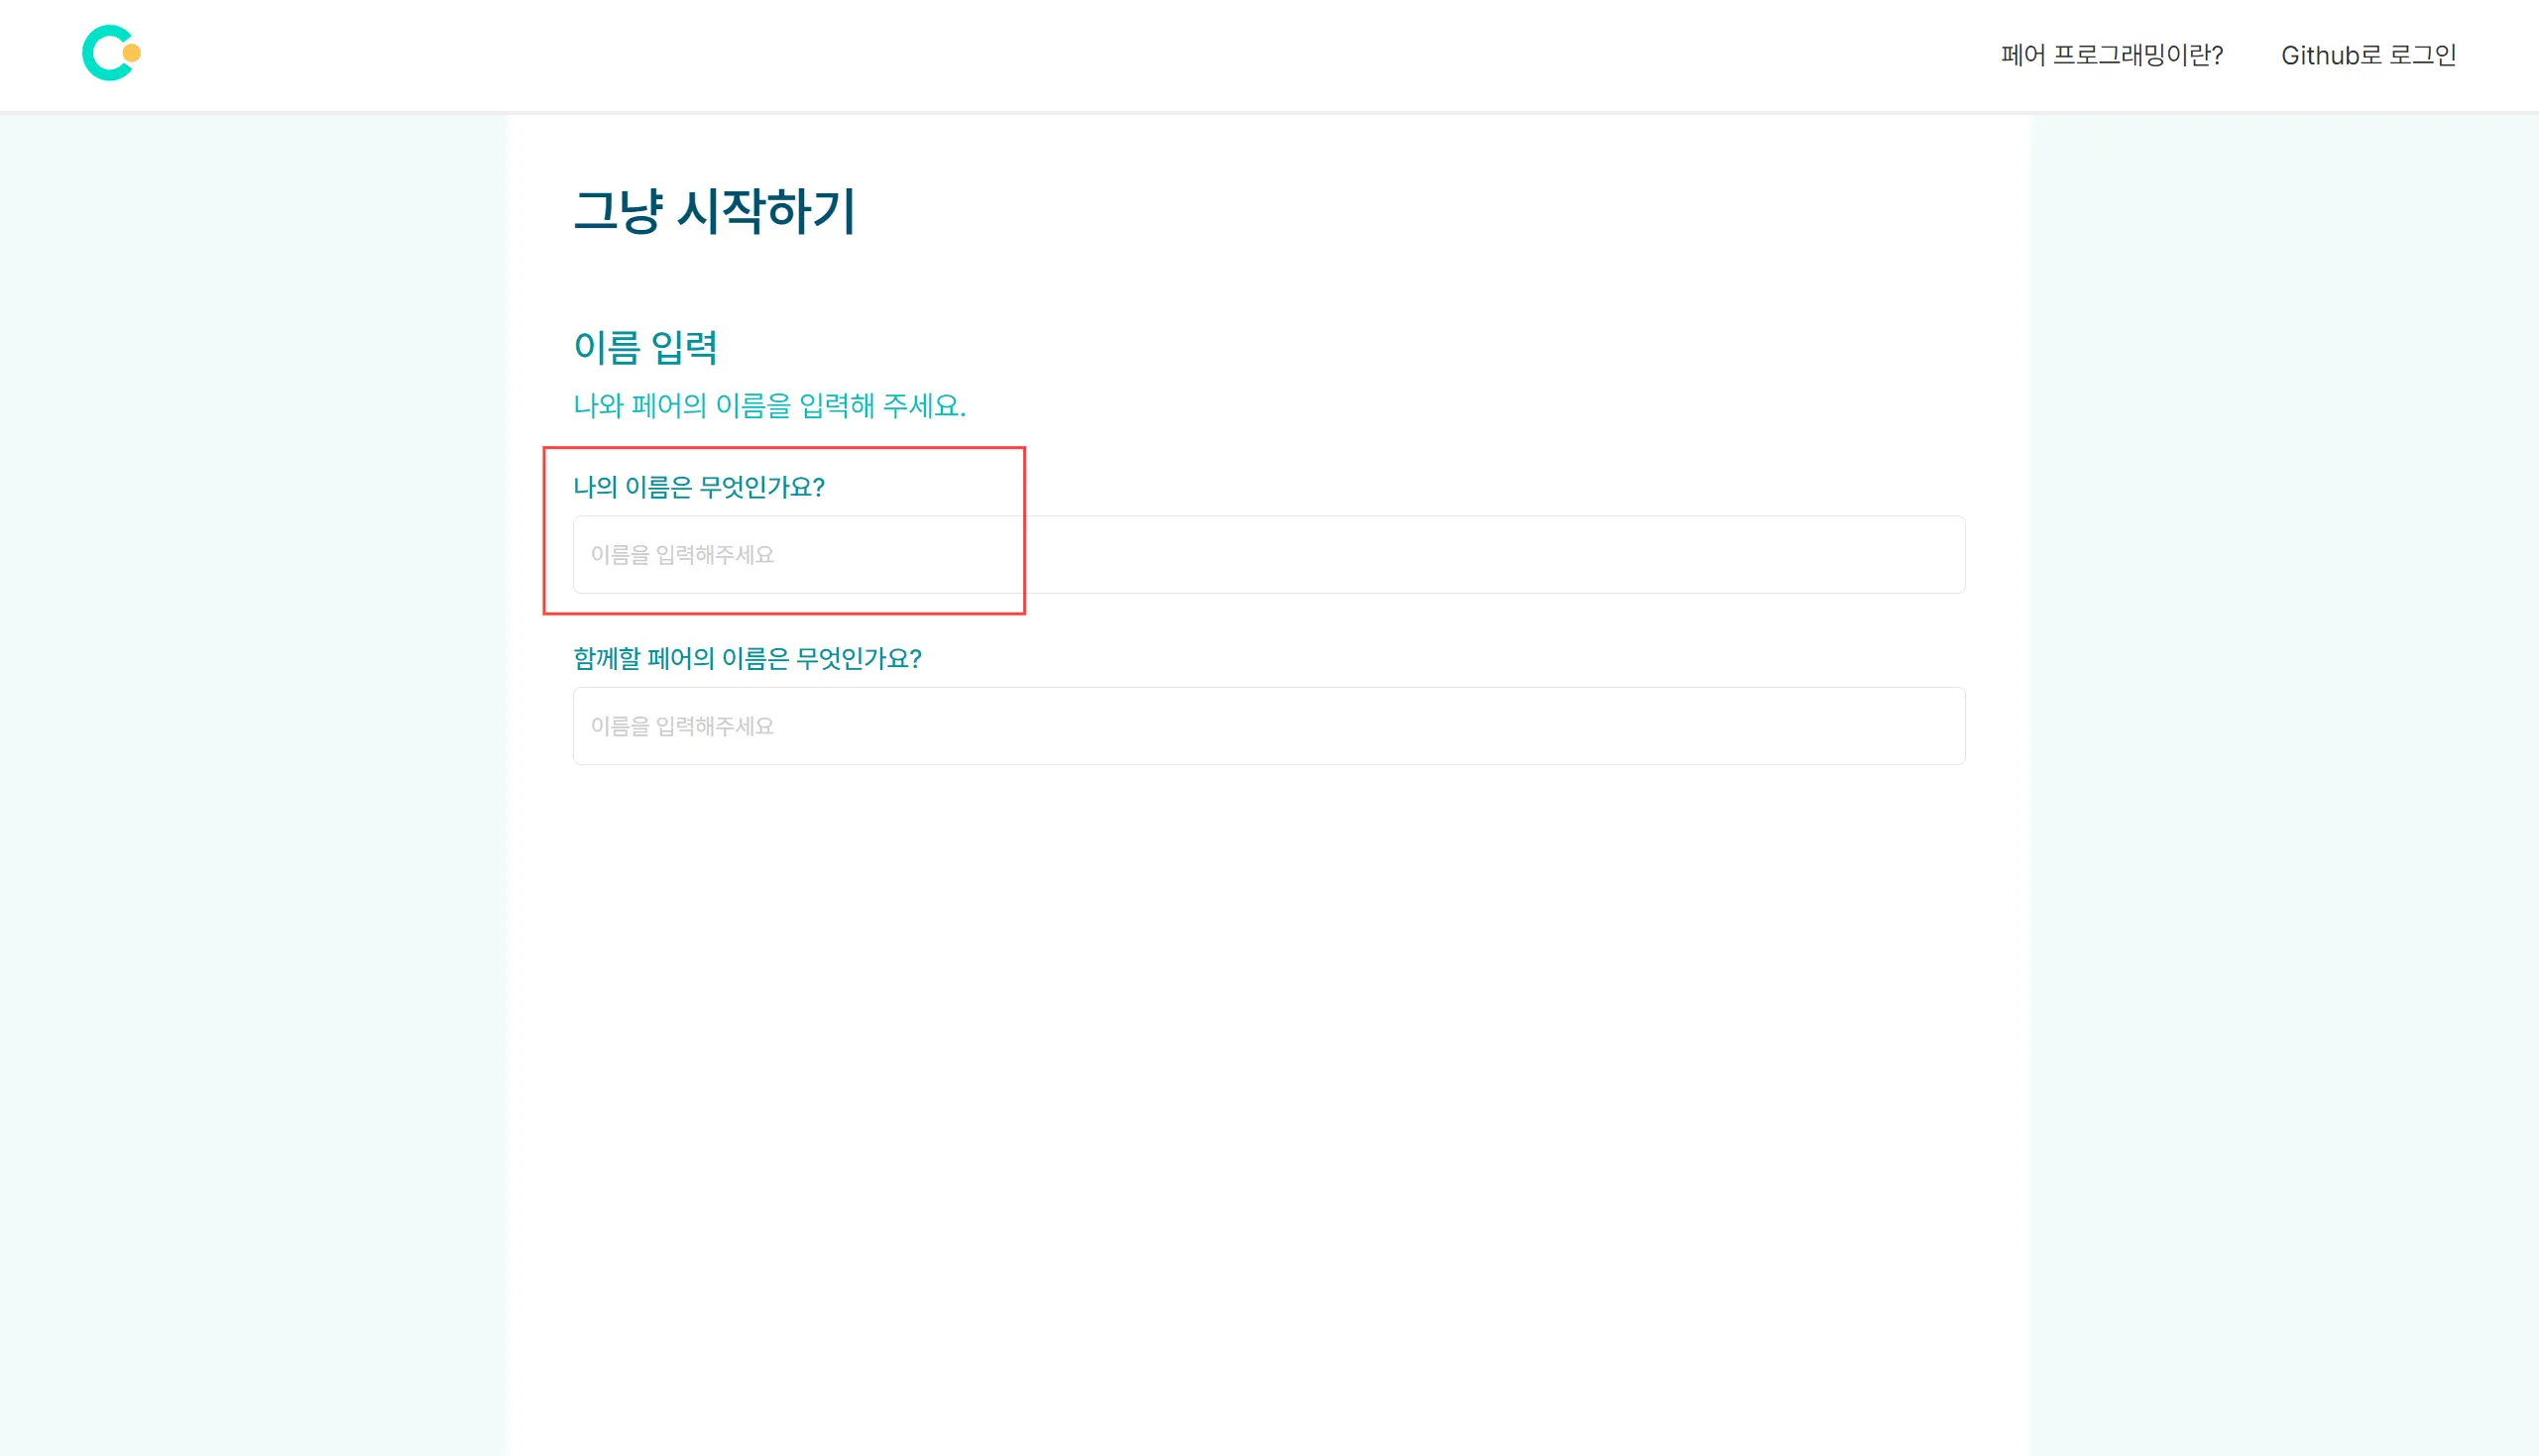 페어 프로그래밍이란? Github로 로그인
그냥 시작하기
이름 입력
나와 페어의 이름을 입력해 주세요.
나의 이름은 무엇인가요?
이름을 입력해주세요
함께할 페어의 이름은 무엇인가요?
이름을 입력해주세요